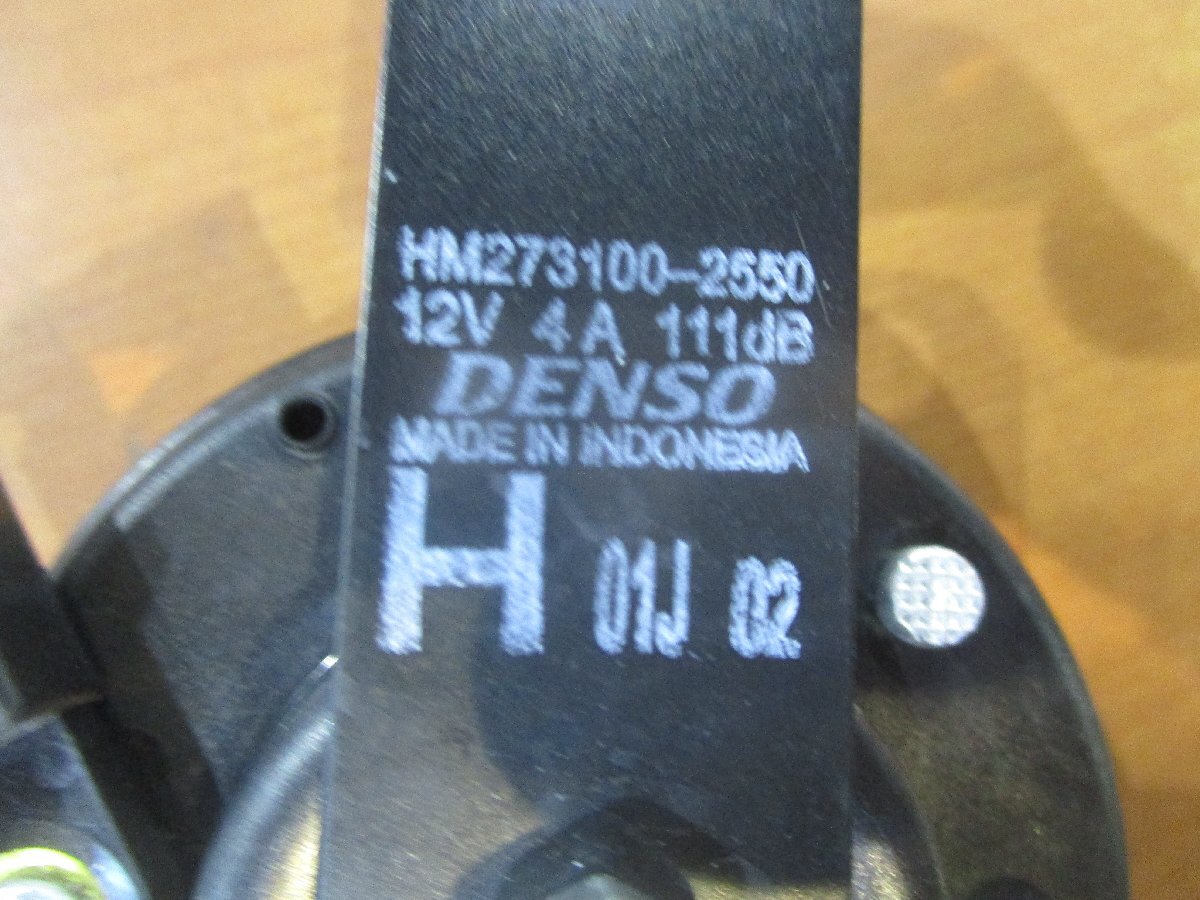 HM273100-2550
12V 4A 111dB
DENSO
MADE IN INDONESIA
H 01J 02